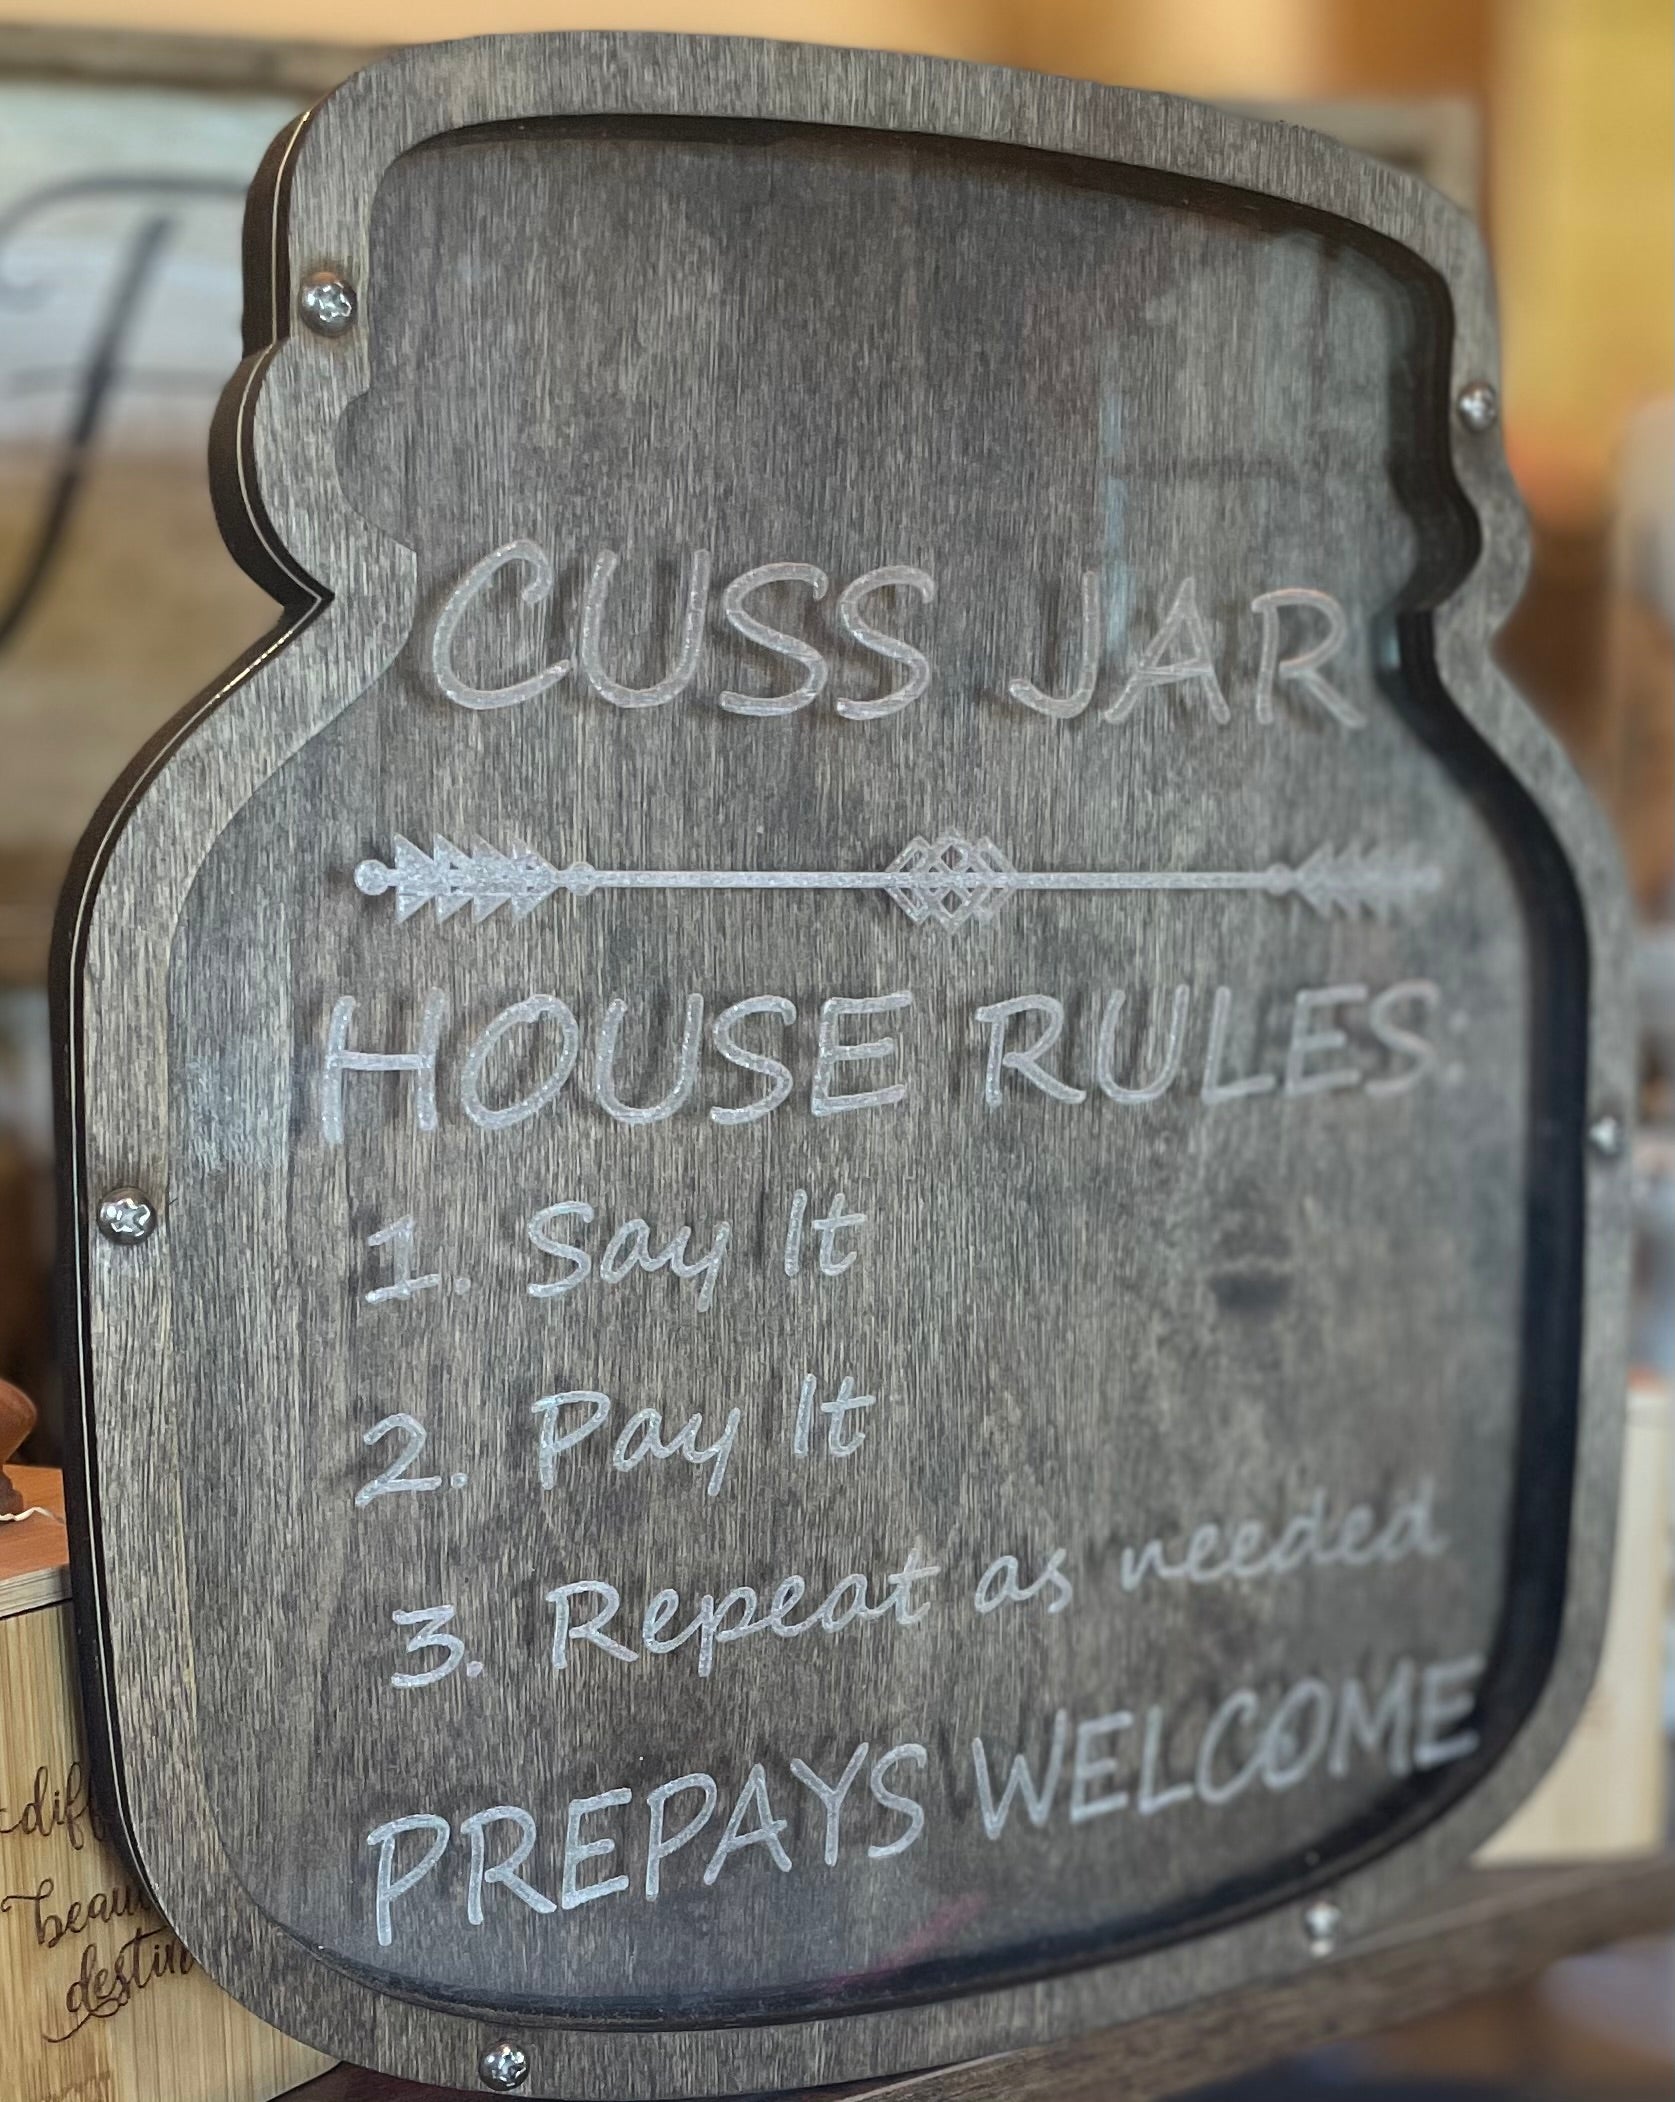 CUSS JAR
HOUSE RULES
1. Say It
2. Pay It
3. Repeat as needed
PREPAYS WELCOME